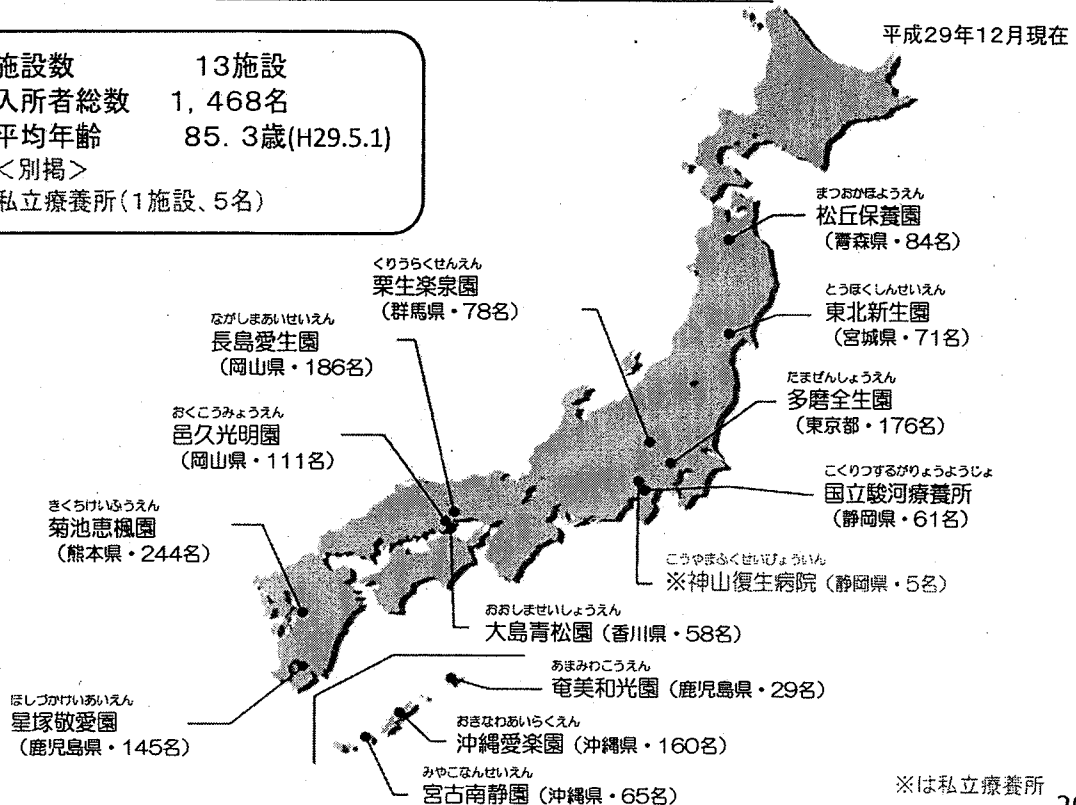 平成29年12月現在
施設数 13施設
入所者総数 1,468名
平均年齢 85.3歳(H29.5.1)
<別掲>
私立療養所(1施設、5名)
まつおかほようえん
松丘保養園
(青森県・84名)
とうほくしんせいえん
東北新生園
(宮城県・71名)
くりうらくせんえん
栗生楽泉園
(群馬県・78名)
たまぜんしょうえん
多磨全生園
(東京都・176名)
こくりつするがりょうようじょ
国立駿河療養所
(静岡県・61名)
こうやまふくせいびょういん
※神山復生病院(静岡県・5名)
ながしまあいせいえん
長島愛生園
(岡山県・186名)
おくこうみょうえん
邑久光明園
(岡山県・111名)
おおしませいしょうえん
大島青松園(香川県・58名)
きくちけいふうえん
菊池恵楓園
(熊本県・244名)
ほしづかけいあいえん
星塚敬愛園
(鹿児島県・145名)
あまみわこうえん
奄美和光園(鹿児島県・29名)
おきなわあいらくえん
沖縄愛楽園(沖縄県・160名)
みやこなんせいえん
宮古南静園(沖縄県・65名)
※は私立療養所